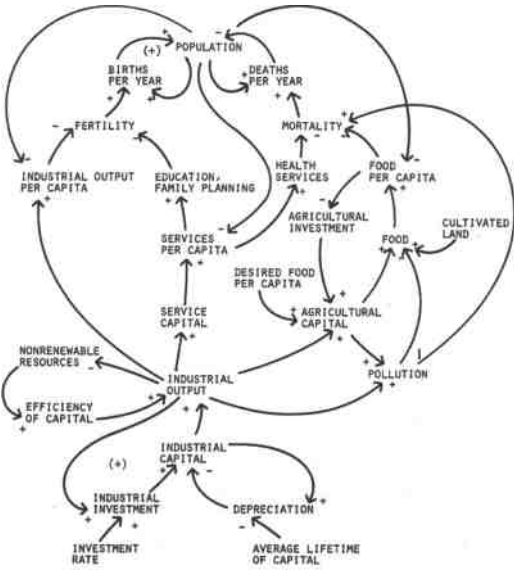 (+)
POPULATION
BIRTHS
PER YEAR
DEATHS
PER YEAR
FERTILITY
MORTALITY
INDUSTRIAL OUTPUT
PER CAPITA
EDUCATION,
FAMILY PLANNING
HEALTH
SERVICES
FOOD
PER CAPITA
AGRICULTURAL
INVESTMENT
CULTIVATED
LAND
SERVICES
PER CAPITA
FOOD
DESIRED FOOD
PER CAPITA
SERVICE
CAPITAL
AGRICULTURAL
CAPITAL
NONRENEWABLE
RESOURCES
INDUSTRIAL
OUTPUT
POLLUTION
EFFICIENCY
OF CAPITAL
INDUSTRIAL
CAPITAL
(+)
INDUSTRIAL
INVESTMENT
DEPRECIATION
INVESTMENT
RATE
AVERAGE LIFETIME
OF CAPITAL